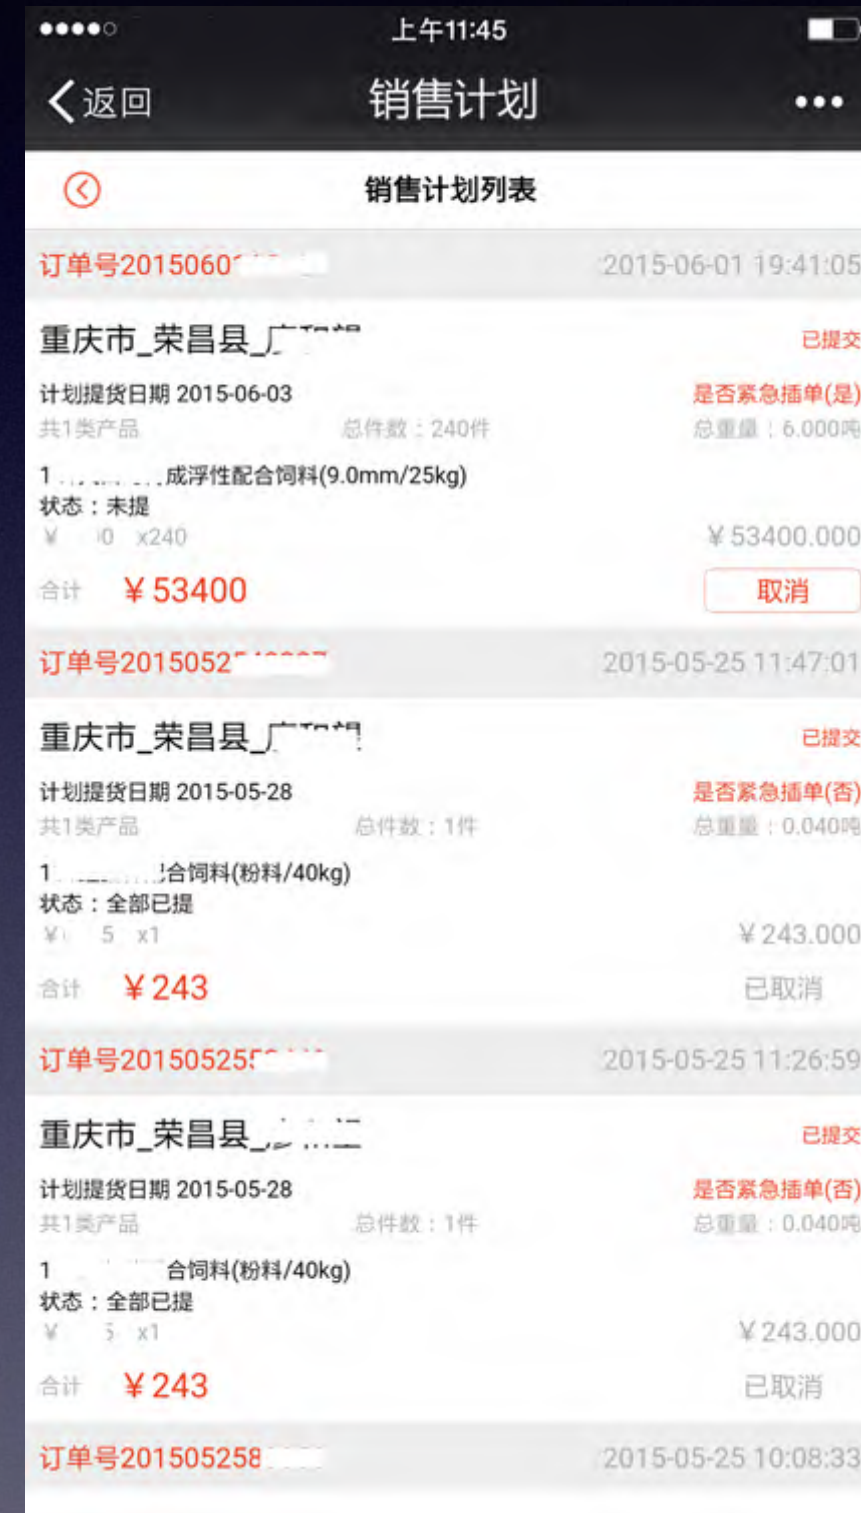 上午11:45
返回 销售计划
销售计划列表
订单号2015060 2015-06-01 19:41:05
重庆市_荣昌县_ 已提交
计划提货日期 2015-06-03 是否紧急插单(是)
共1类产品 总件数：240件 总重量：6.000吨
1 成浮性配合饲料(9.0mm/25kg)
状态：未提
¥ 0 x240 ¥53400.000
合计 ¥53400 取消
订单号2015052 2015-05-25 11:47:01
重庆市_荣昌县_ 已提交
计划提货日期 2015-05-28 是否紧急插单(否)
共1类产品 总件数：1件 总重量：0.040吨
1 合饲料(粉料/40kg)
状态：全部已提
¥ 5 x1 ¥243.000
合计 ¥243 已取消
订单号20150525 2015-05-25 11:26:59
重庆市_荣昌县_ 已提交
计划提货日期 2015-05-28 是否紧急插单(否)
共1类产品 总件数：1件 总重量：0.040吨
1 合饲料(粉料/40kg)
状态：全部已提
¥ 5 x1 ¥243.000
合计 ¥243 已取消
订单号201505258 2015-05-25 10:08:33